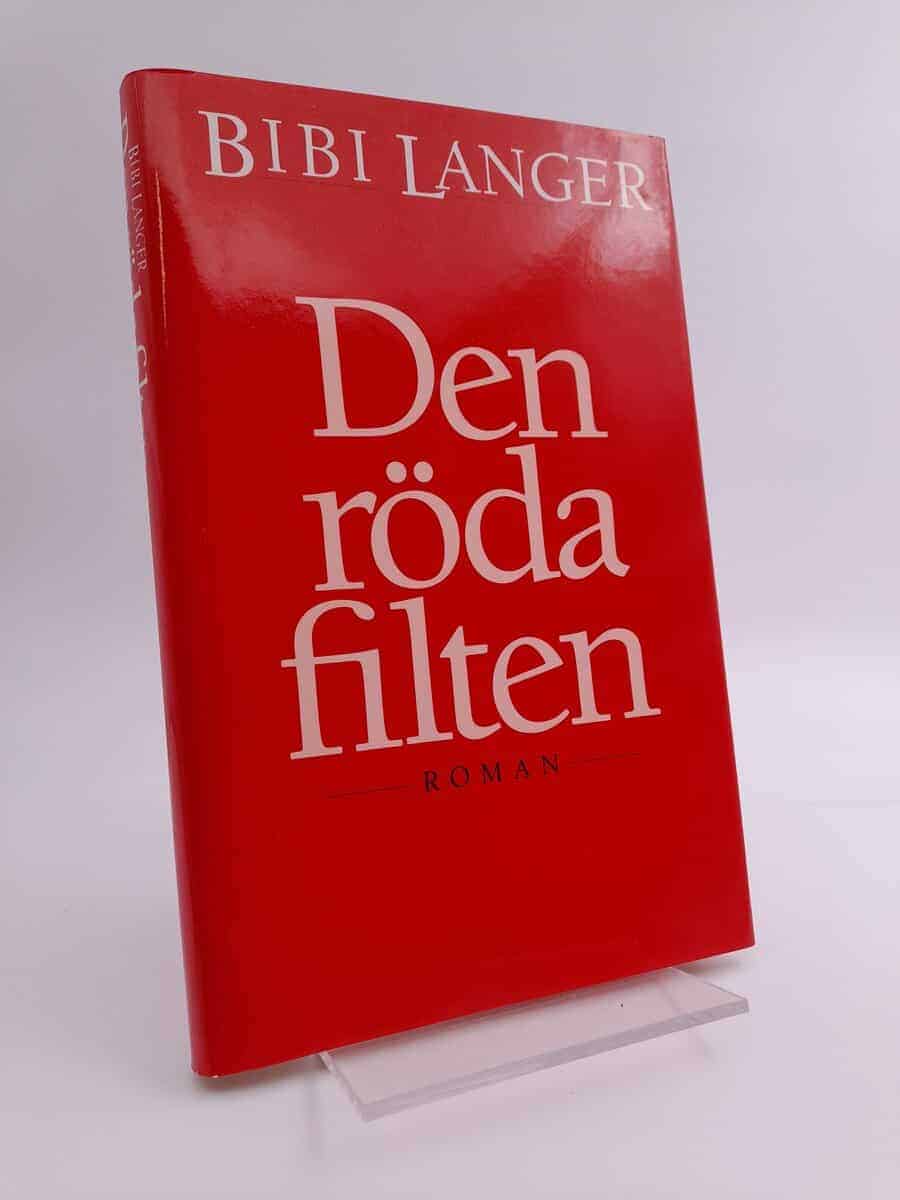 BIBI LANGER
Den
röda
filten
ROMAN
BIBI LANGER